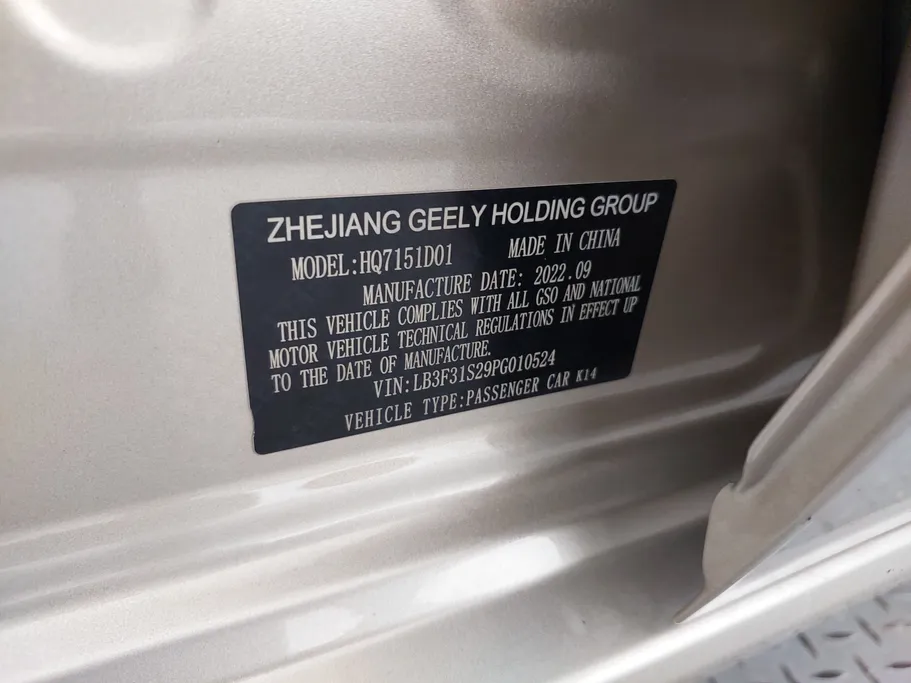 ZHEJIANG GEELY HOLDING GROUP
MODEL:HQ7151D01 MADE IN CHINA
MANUFACTURE DATE: 2022.09
THIS VEHICLE COMPLIES WITH ALL GSO AND NATIONAL
MOTOR VEHICLE TECHNICAL REGULATIONS IN EFFECT UP
TO THE DATE OF MANUFACTURE.
VIN:LB3F31S29PG010524
VEHICLE TYPE:PASSENGER CAR K14